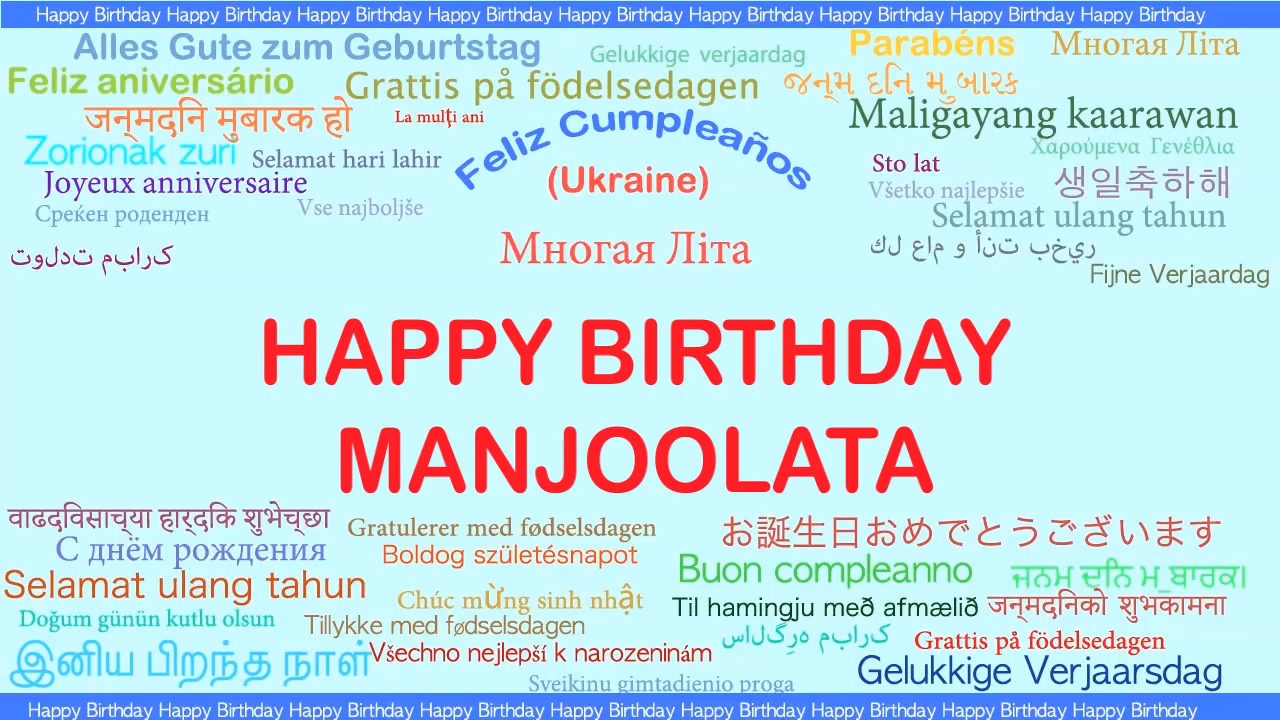 Happy Birthday Happy Birthday Happy Birthday Happy Birthday Happy Birthday Happy Birthday Happy Birthday Happy Birthday Happy Birthday
Alles Gute zum Geburtstag
Gelukkige verjaardag
Parabéns
Многая Літа
Feliz aniversário
Grattis på födelsedagen
જન્મ દિન મુબારક
जन्मदिन मुबारक हो
La mulţi ani
Feliz Cumpleaños
Maligayang kaarawan
Zorionak zuri
Selamat hari lahir
Χαρούμενα Γενέθλια
Joyeux anniversaire
(Ukraine)
Sto lat
Všetko najlepšie
생일축하해
Среќен роденден
Vse najboljše
Selamat ulang tahun
תולדת مبارک
Многая Літа
كل عام و أنت بخير
Fijne Verjaardag
HAPPY BIRTHDAY
MANJOOLATA
वाढदिवसाच्या हार्दिक शुभेच्छा
Gratulerer med fødselsdagen
お誕生日おめでとうございます
С днём рождения
Boldog születésnapot
Buon compleanno
ਜਨਮ ਦਿਨ ਮੁਬਾਰਕ।
Selamat ulang tahun
Chúc mừng sinh nhật
Til hamingju með afmælið
जन्मदिनको शुभकामना
Doğum günün kutlu olsun
Tillykke med fødselsdagen
سالگرہ مبارک
Grattis på födelsedagen
இனிய பிறந்த நாள்
Všechno nejlepší k narozeninám
Gelukkige Verjaarsdag
Sveikinu gimtadienio proga
Happy Birthday Happy Birthday Happy Birthday Happy Birthday Happy Birthday Happy Birthday Happy Birthday Happy Birthday Happy Birthday